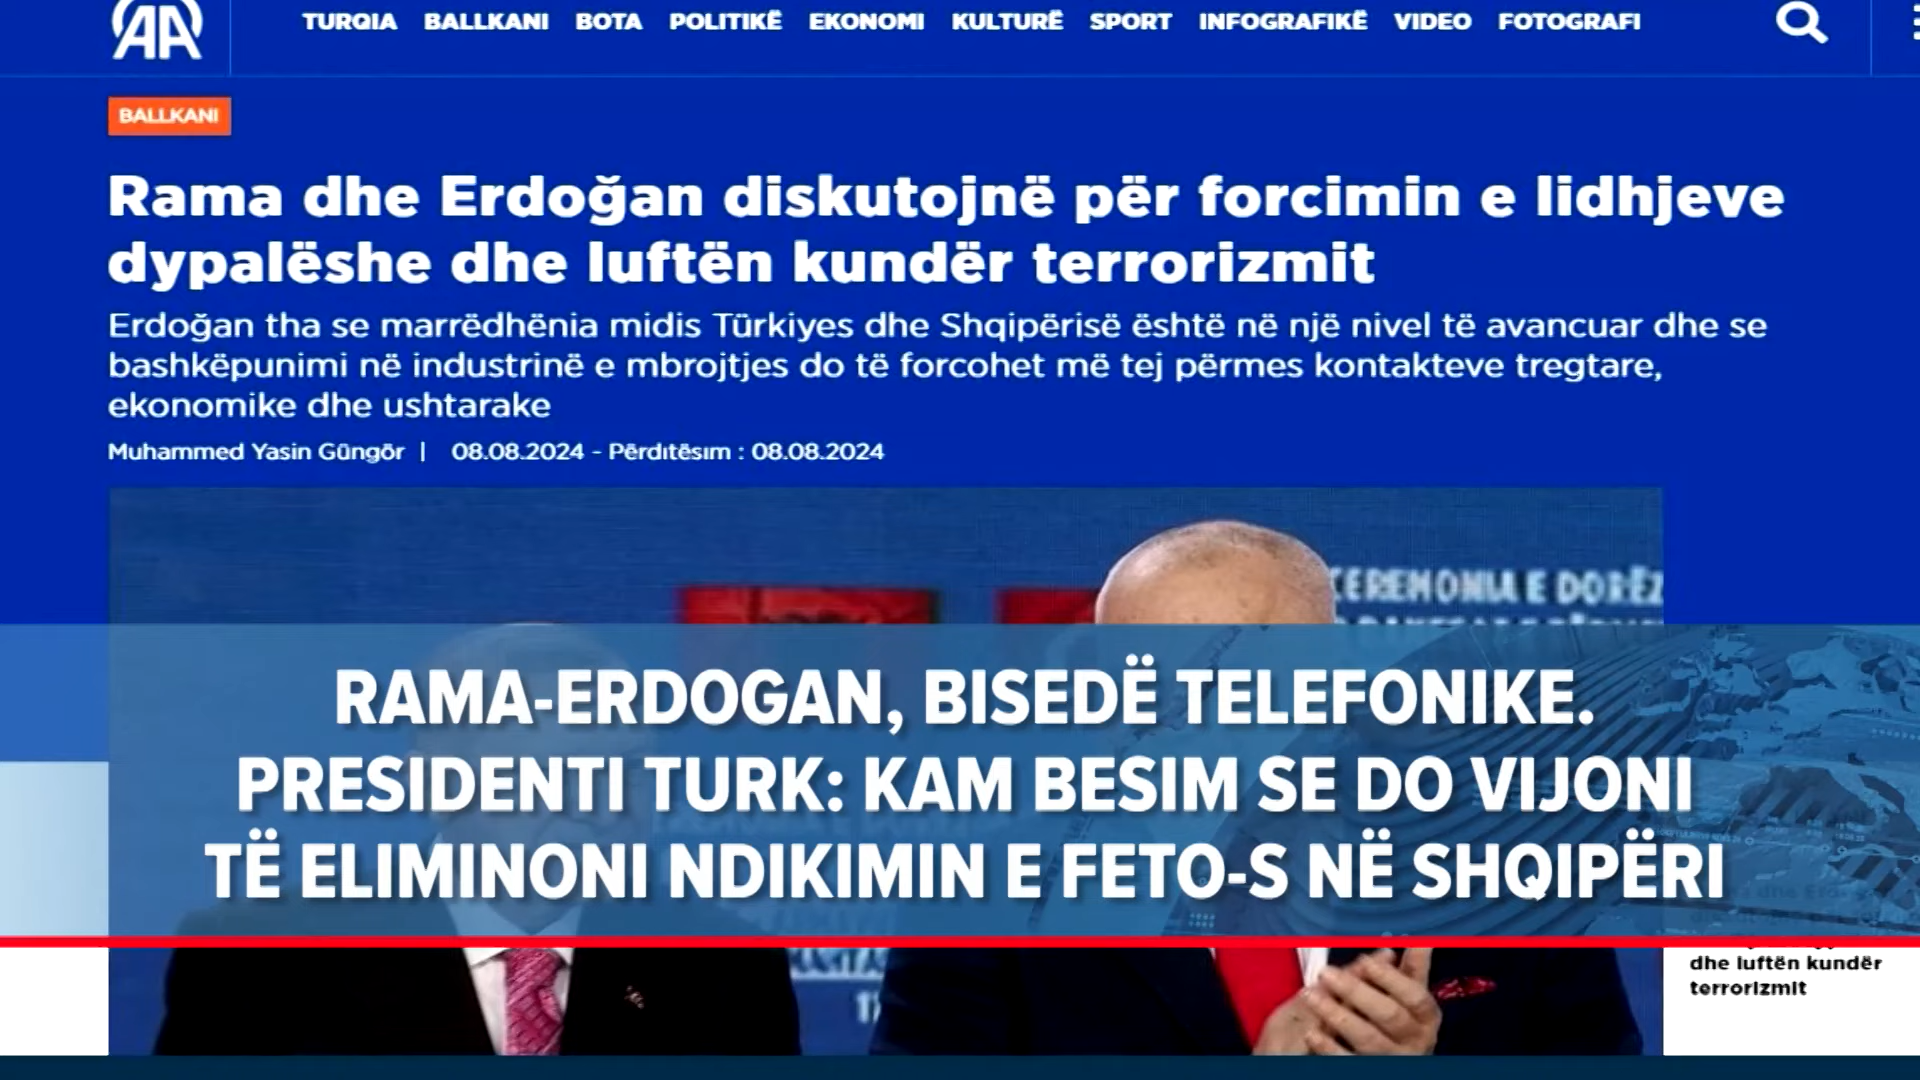 AA
TURQIA BALLKANI BOTA POLITIKË EKONOMI KULTURË SPORT INFOGRAFIKË VIDEO FOTOGRAFI
BALLKANI
Rama dhe Erdoğan diskutojnë për forcimin e lidhjeve
dypalëshe dhe luftën kundër terrorizmit
Erdoğan tha se marrëdhënia midis Türkiyes dhe Shqipërisë është në një nivel të avancuar dhe se
bashkëpunimi në industrinë e mbrojtjes do të forcohet më tej përmes kontakteve tregtare,
ekonomike dhe ushtarake
Muhammed Yasin Güngör | 08.08.2024 - Përditësim : 08.08.2024
CEREMONIA E DORËZ
RAMA-ERDOGAN, BISEDË TELEFONIKE.
PRESIDENTI TURK: KAM BESIM SE DO VIJONI
TË ELIMINONI NDIKIMIN E FETO-S NË SHQIPËRI
dhe luftën kundër
terrorizmit